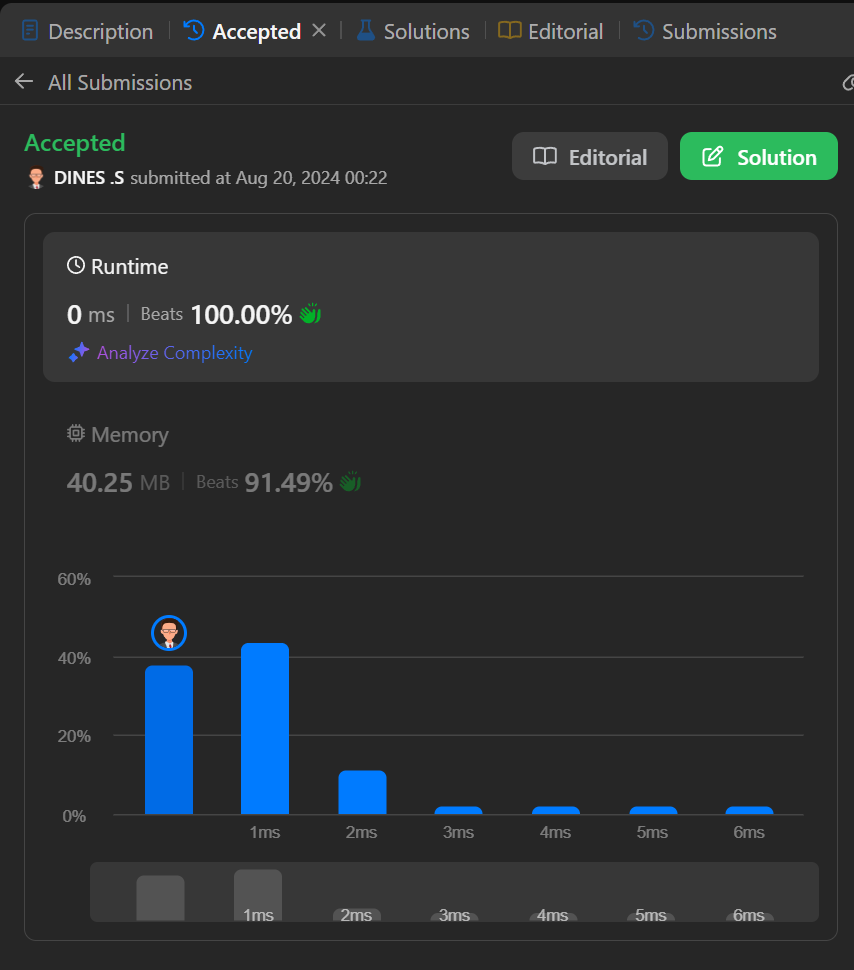 Description Accepted Solutions Editorial Submissions
All Submissions
Accepted
Editorial Solution
DINES .S submitted at Aug 20, 2024 00:22
Runtime
0 ms Beats 100.00%
Analyze Complexity
Memory
40.25 MB Beats 91.49%
60%
40%
20%
0%
1ms 2ms 3ms 4ms 5ms 6ms
1ms 2ms 3ms 4ms 5ms 6ms